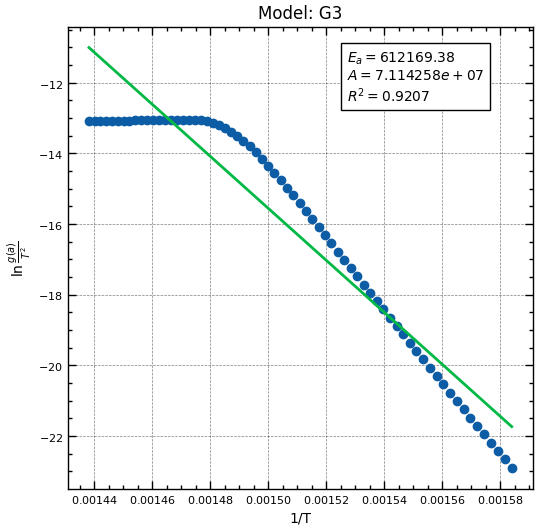 Model: G3
E_a = 612169.38
A = 7.114258e + 07
R^2 = 0.9207
ln g(a)/T^2
−12
−14
−16
−18
−20
−22
0.00144 0.00146 0.00148 0.00150 0.00152 0.00154 0.00156 0.00158
1/T